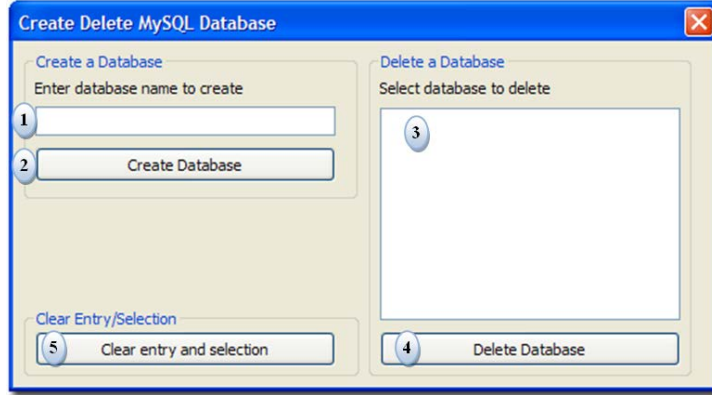 Create Delete MySQL Database
Create a Database
Enter database name to create
1
2
Create Database
Delete a Database
Select database to delete
3
Clear Entry/Selection
5
Clear entry and selection
4
Delete Database